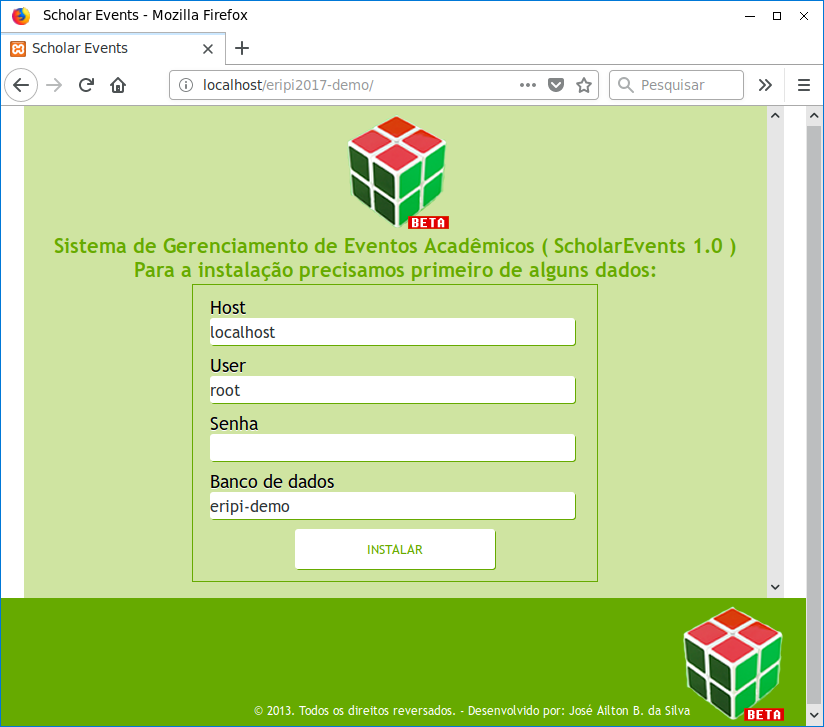 Scholar Events - Mozilla Firefox
Scholar Events
localhost/eripi2017-demo/
Pesquisar
BETA
Sistema de Gerenciamento de Eventos Acadêmicos ( ScholarEvents 1.0 )
Para a instalação precisamos primeiro de alguns dados:
Host
localhost
User
root
Senha
Banco de dados
eripi-demo
INSTALAR
© 2013. Todos os direitos reversados. - Desenvolvido por: José Ailton B. da Silva
BETA